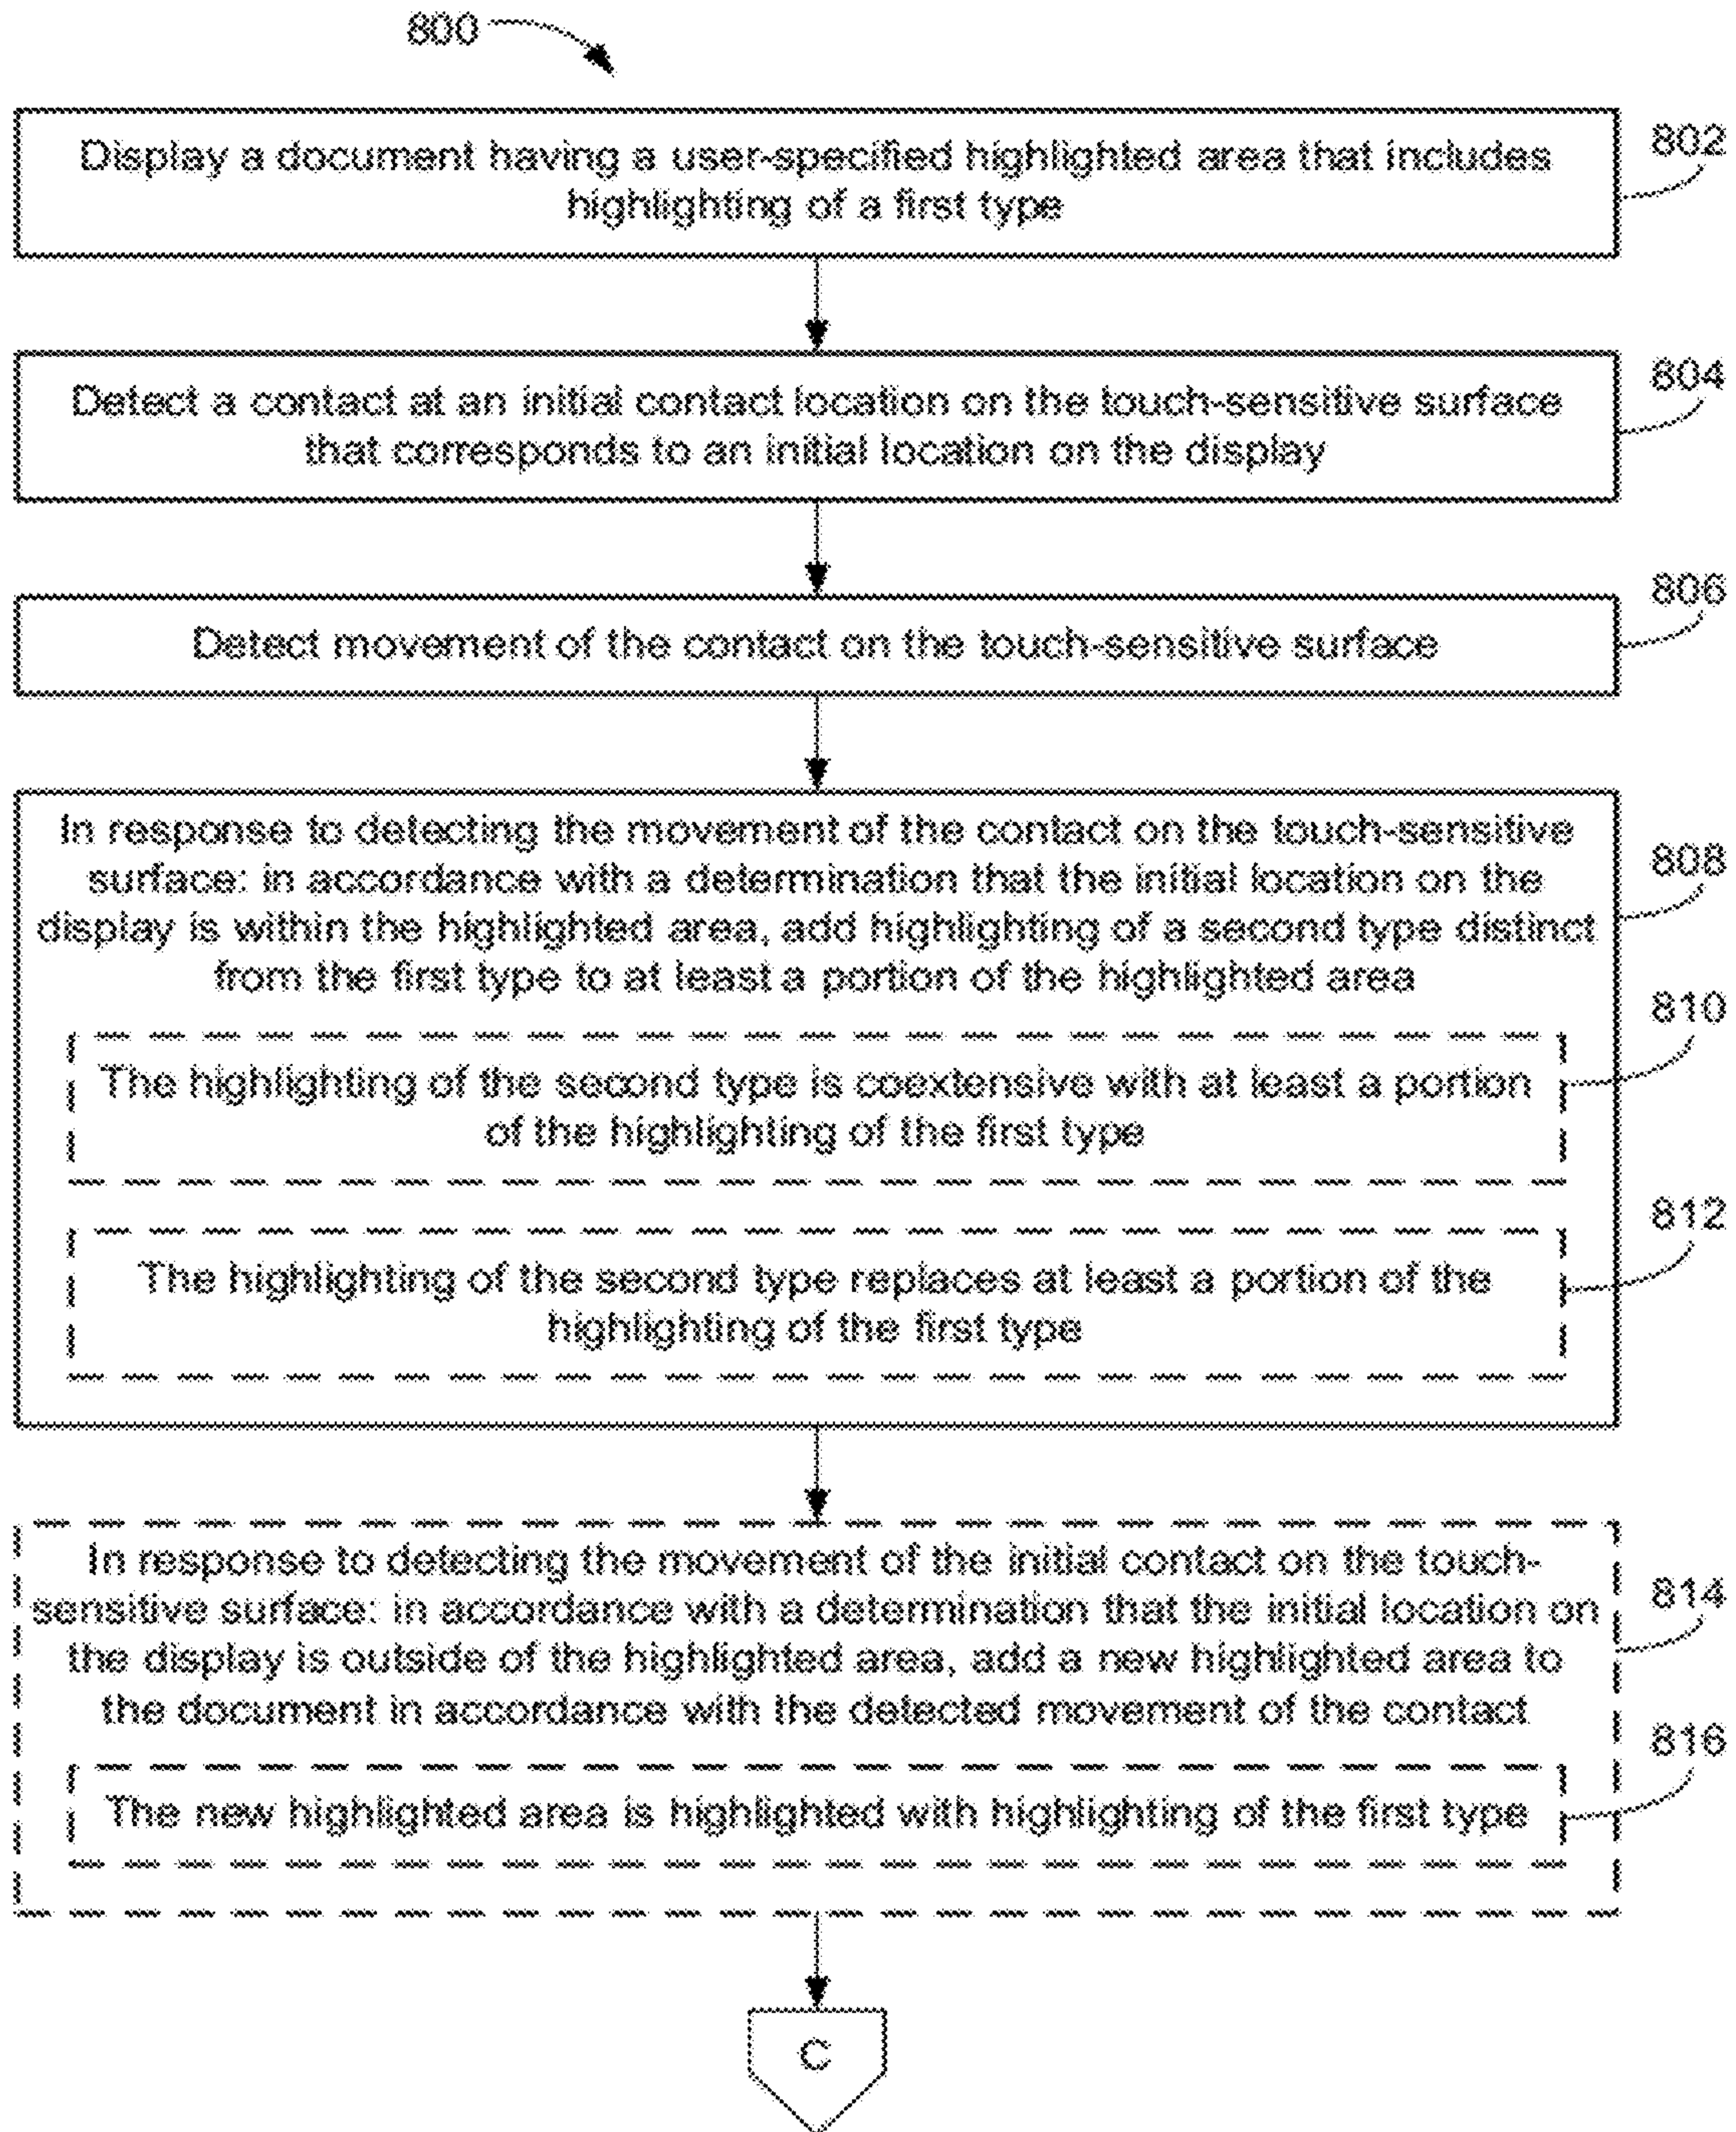 800
Display a document having a user-specified highlighted area that includes
highlighting of a first type
802
Detect a contact at an initial contact location on the touch-sensitive surface
that corresponds to an initial location on the display
804
Detect movement of the contact on the touch-sensitive surface
806
In response to detecting the movement of the contact on the touch-sensitive
surface: in accordance with a determination that the initial location on the
display is within the highlighted area, add highlighting of a second type distinct
from the first type to at least a portion of the highlighted area
808
The highlighting of the second type is coextensive with at least a portion
of the highlighting of the first type
810
The highlighting of the second type replaces at least a portion of the
highlighting of the first type
812
In response to detecting the movement of the initial contact on the touch-
sensitive surface: in accordance with a determination that the initial location on
the display is outside of the highlighted area, add a new highlighted area to
the document in accordance with the detected movement of the contact
814
The new highlighted area is highlighted with highlighting of the first type
816
C